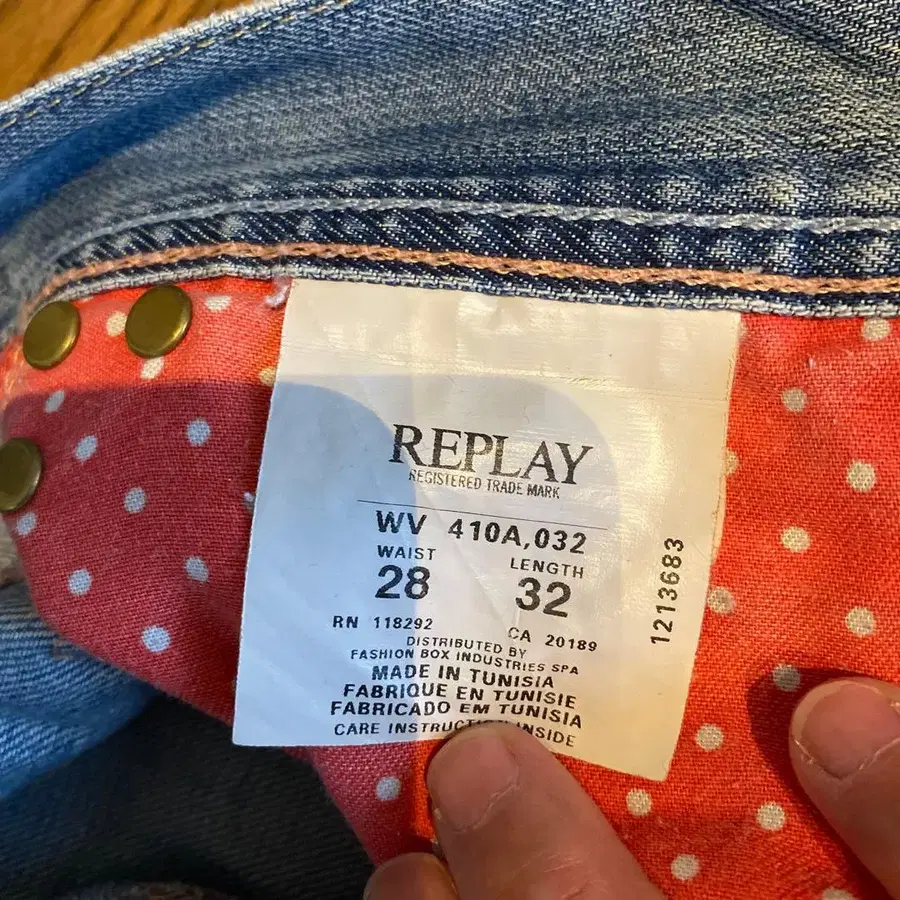 REPLAY
REGISTERED TRADE MARK
WV 410A,032
WAIST LENGTH
28 32
RN 118292 CA 20189
DISTRIBUTED BY
FASHION BOX INDUSTRIES SPA
MADE IN TUNISIA
FABRIQUE EN TUNISIE
FABRICADO EM TUNISIA
CARE INSTRUCTIONS INSIDE
1213683